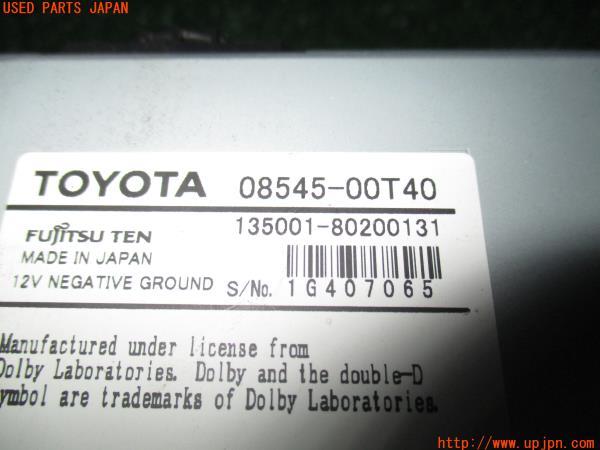 USED PARTS JAPAN
TOYOTA 08545-00T40
135001-80200131
FUJITSU TEN
MADE IN JAPAN
12V NEGATIVE GROUND S/No. 1G407065
Manufactured under license from
Dolby Laboratories. Dolby and the double-D
symbol are trademarks of Dolby Laboratories.
http://www.upjpn.com/